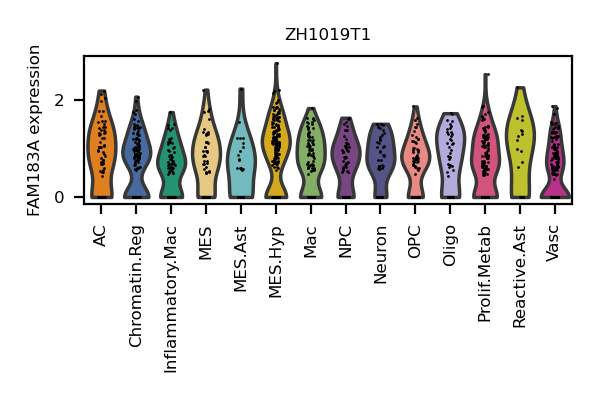 ZH1019T1
FAM183A expression
2
0
AC
Chromatin.Reg
Inflammatory.Mac
MES
MES.Ast
MES.Hyp
Mac
NPC
Neuron
OPC
Oligo
Prolif.Metab
Reactive.Ast
Vasc